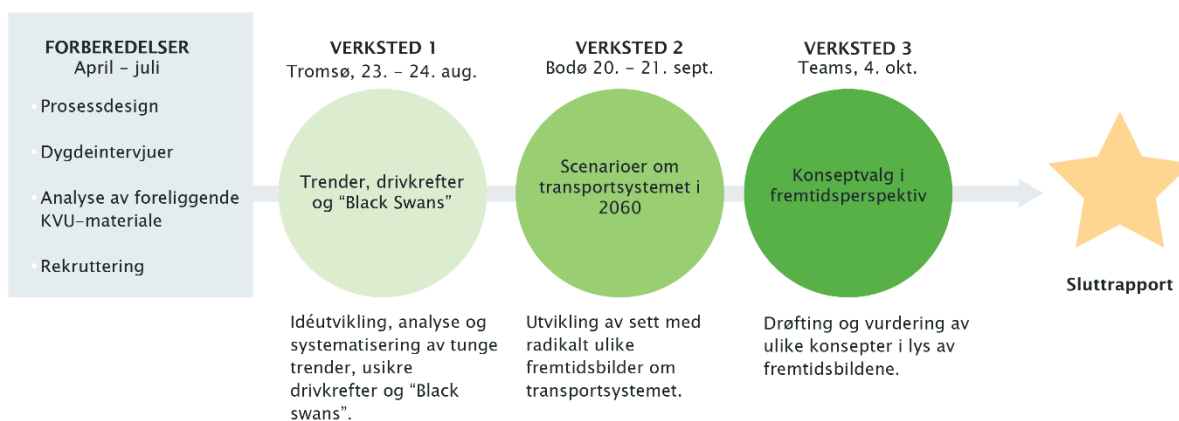 FORBEREDELSER
April – juli
Prosessdesign
Dygdeintervjuer
Analyse av foreliggende
KVU-materiale
Rekruttering
VERKSTED 1
Tromsø, 23. – 24. aug.
Trender, drivkrefter
og “Black Swans”
Idéutvikling, analyse og
systematisering av tunge
trender, usikre
drivkrefter og “Black
swans”.
VERKSTED 2
Bodø 20. – 21. sept.
Scenarioer om
transportsystemet i
2060
Utvikling av sett med
radikalt ulike
fremtidsbilder om
transportsystemet.
VERKSTED 3
Teams, 4. okt.
Konseptvalg i
fremtidsperspektiv
Drøfting og vurdering av
ulike konsepter i lys av
fremtidsbildene.
Sluttrapport